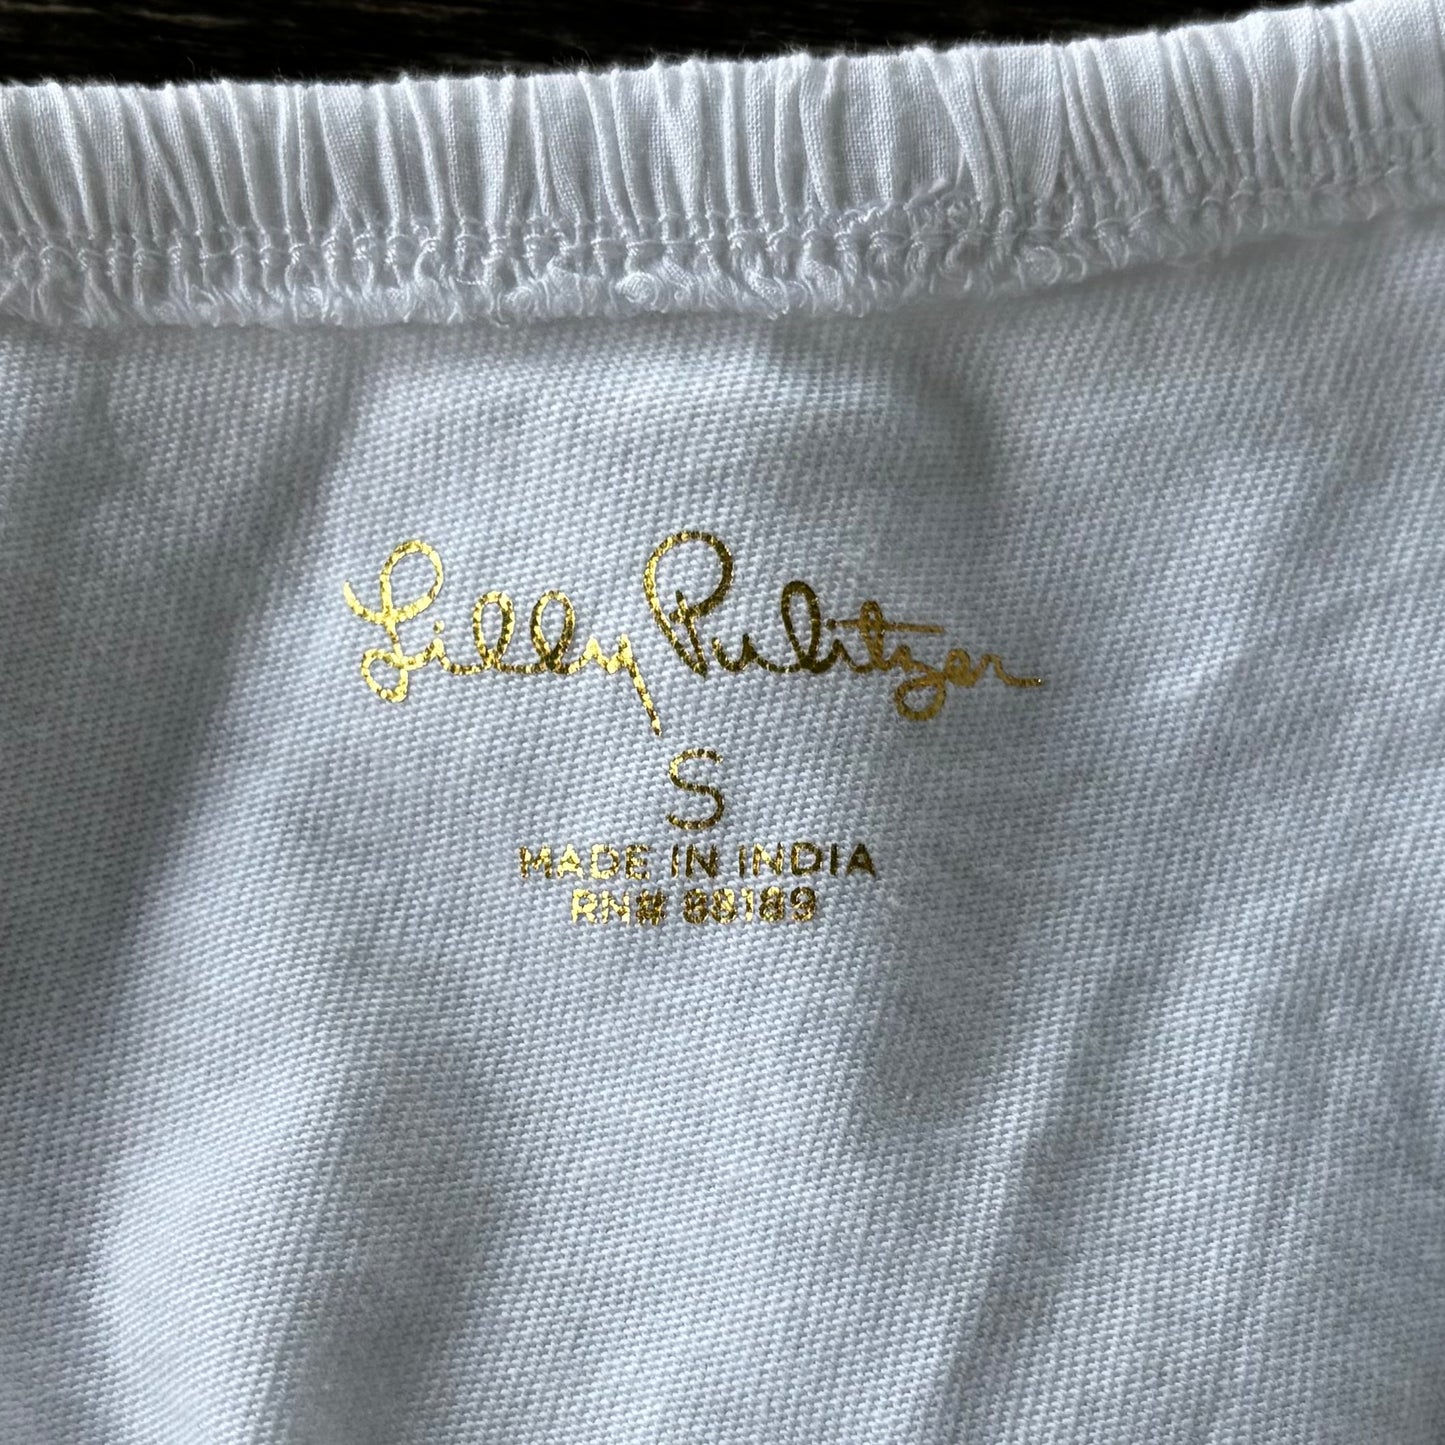 Lilly Pulitzer
S
MADE IN INDIA
RN# 88189